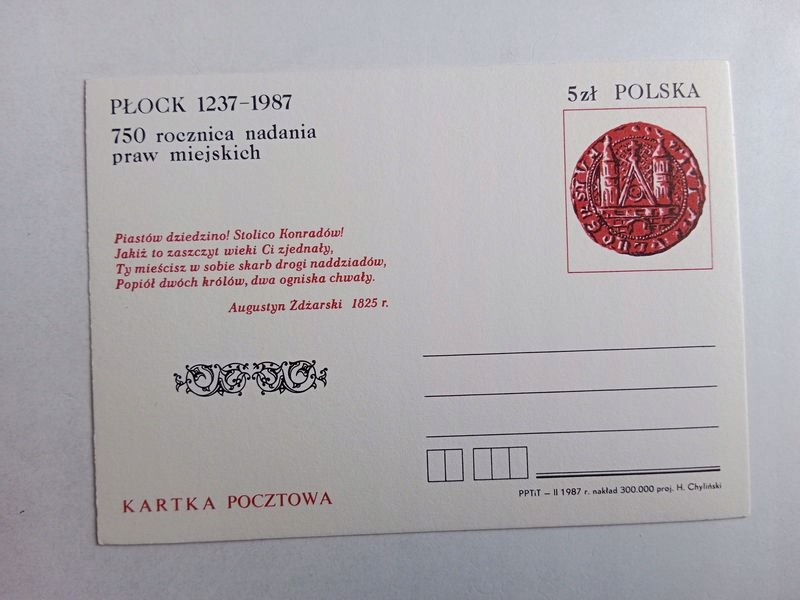 PŁOCK 1237-1987
750 rocznica nadania
praw miejskich
5zł POLSKA
Piastów dziedzino! Stolico Konradów!
Jakiż to zaszczyt wieki Ci zjednały,
Ty mieścisz w sobie skarb drogi naddziadów,
Popiół dwóch królów, dwa ogniska chwały.
Augustyn Żdżarski 1825 r.
KARTKA POCZTOWA
PPTiT — II 1987 r. nakład 300.000 proj. H. Chyliński